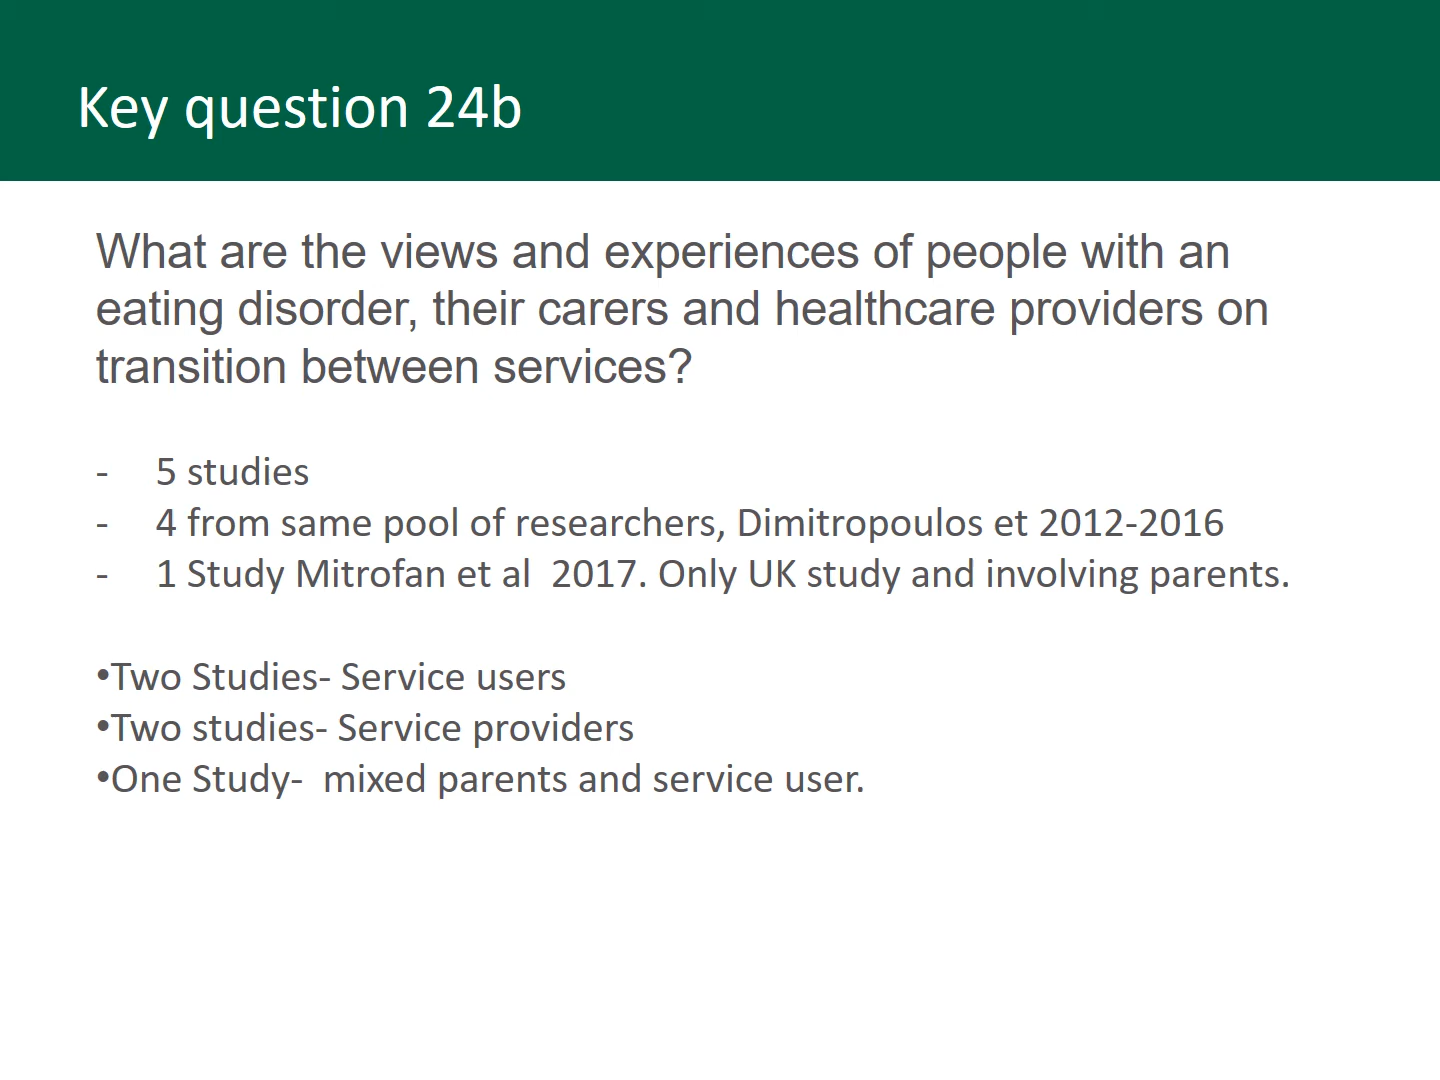 Key question 24b
What are the views and experiences of people with an
eating disorder, their carers and healthcare providers on
transition between services?
- 5 studies
- 4 from same pool of researchers, Dimitropoulos et 2012-2016
- 1 Study Mitrofan et al  2017. Only UK study and involving parents.
•Two Studies- Service users
•Two studies- Service providers
•One Study-  mixed parents and service user.